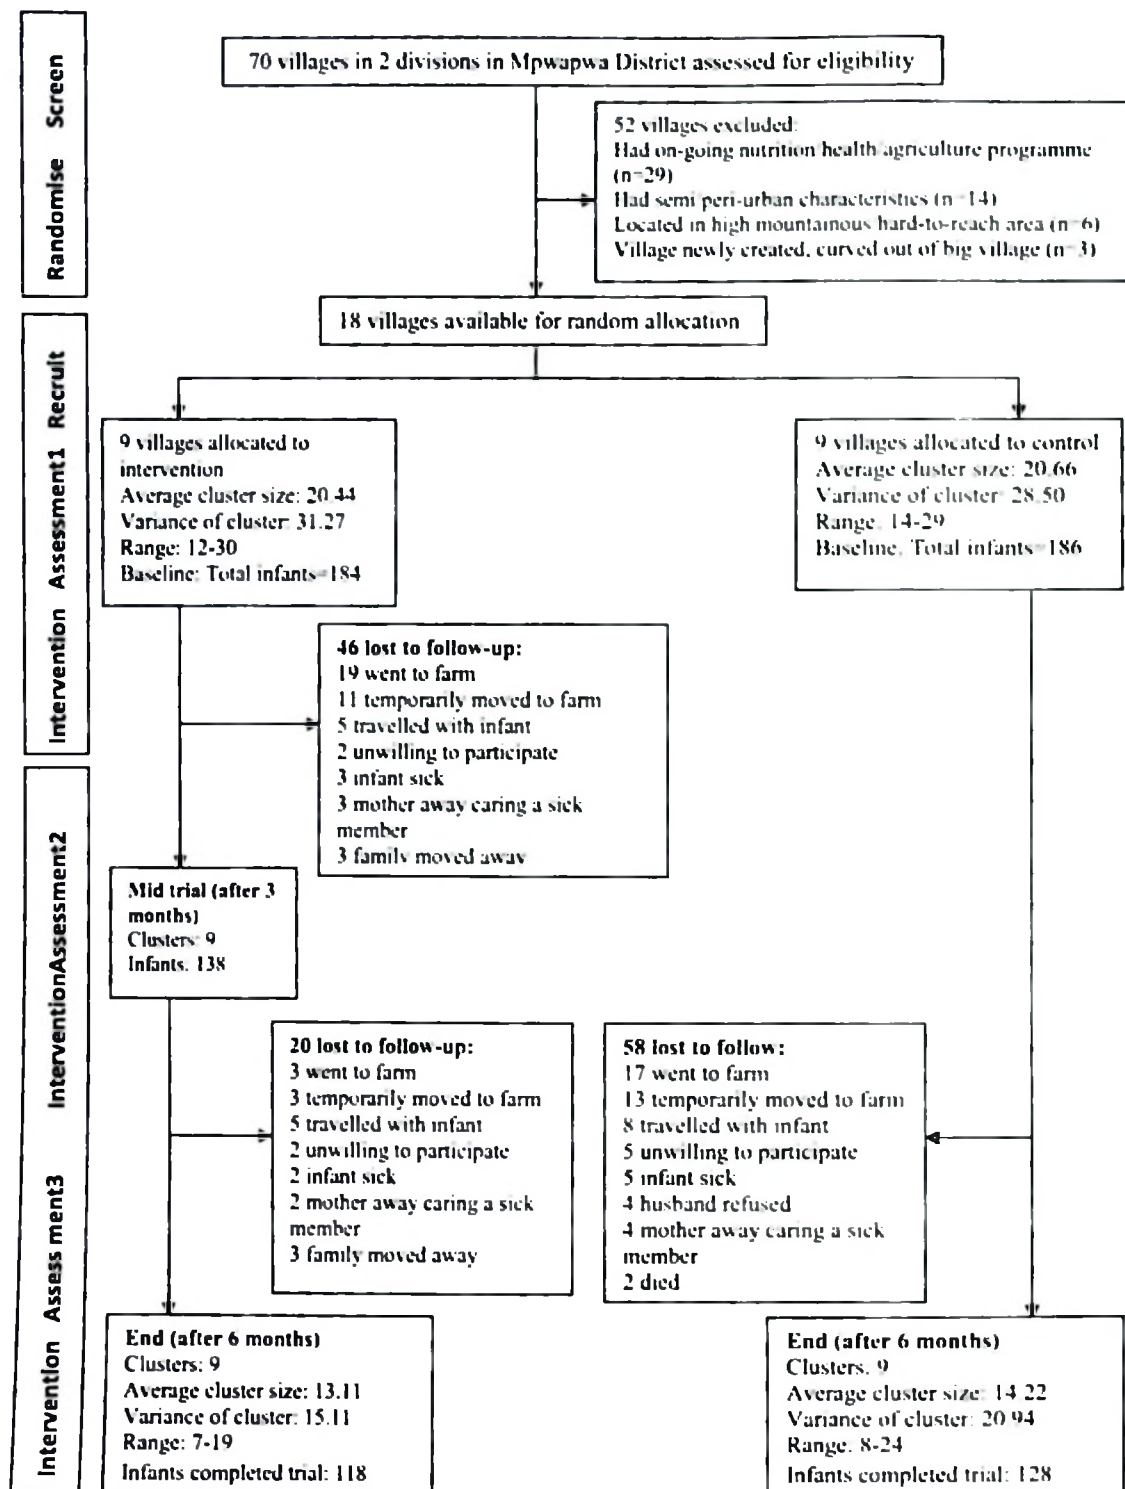 Randomise Screen
70 villages in 2 divisions in Mpwapwa District assessed for eligibility
52 villages excluded:
Had on-going nutrition health agriculture programme
(n=29)
Had semi peri-urban characteristics (n=14)
Located in high mountainous hard-to-reach area (n=6)
Village newly created, curved out of big village (n=3)
18 villages available for random allocation
Intervention Assessment1 Recruit
9 villages allocated to
intervention
Average cluster size: 20.44
Variance of cluster: 31.27
Range: 12-30
Baseline: Total infants=184
9 villages allocated to control
Average cluster size: 20.66
Variance of cluster: 28.50
Range. 14-29
Baseline. Total infants=186
46 lost to follow-up:
19 went to farm
11 temporarily moved to farm
5 travelled with infant
2 unwilling to participate
3 infant sick
3 mother away caring a sick
member
3 family moved away
Intervention Assessment3 InterventionAssessment2
Mid trial (after 3
months)
Clusters: 9
Infants: 138
20 lost to follow-up:
3 went to farm
3 temporarily moved to farm
5 travelled with infant
2 unwilling to participate
2 infant sick
2 mother away caring a sick
member
3 family moved away
58 lost to follow:
17 went to farm
13 temporarily moved to farm
8 travelled with infant
5 unwilling to participate
5 infant sick
4 husband refused
4 mother away caring a sick
member
2 died
End (after 6 months)
Clusters: 9
Average cluster size: 13.11
Variance of cluster: 15.11
Range: 7-19
Infants completed trial: 118
End (after 6 months)
Clusters. 9
Average cluster size: 14.22
Variance of cluster: 20.94
Range. 8-24
Infants completed trial: 128